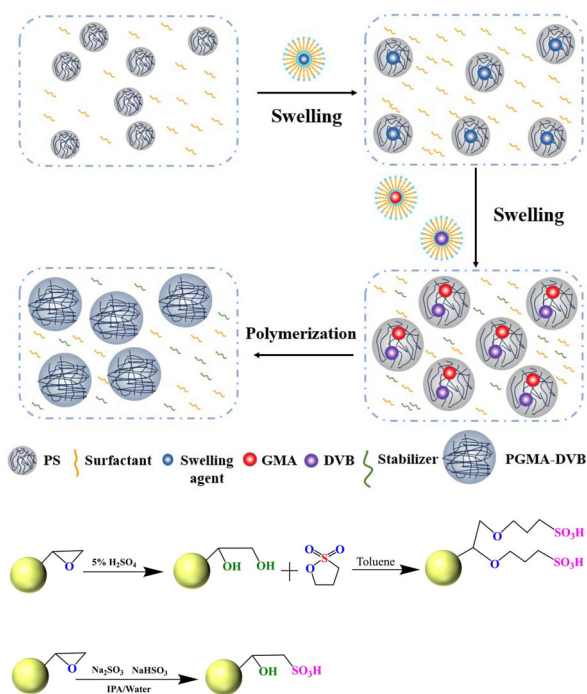 Swelling
Swelling
Polymerization
PS Surfactant Swelling agent GMA DVB Stabilizer PGMA-DVB
O
5% H₂SO₄
OH
OH
+
O O
S
O
Toluene
O
SO₃H
O
SO₃H
O
Na₂SO₃ NaHSO₃
IPA/Water
OH
SO₃H